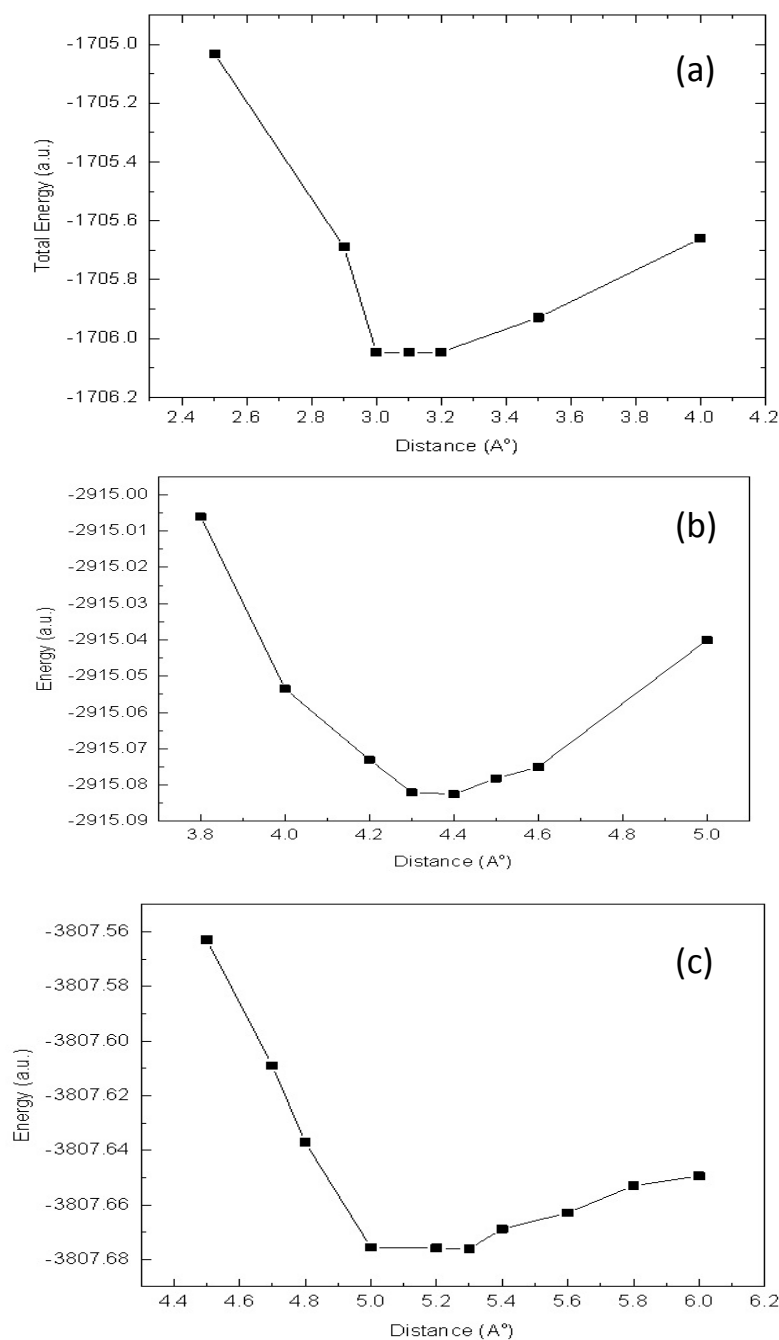 (a)
-1705.0
-1705.2
-1705.4
-1705.6
-1705.8
-1706.0
-1706.2
Total Energy (a.u.)
2.4 2.6 2.8 3.0 3.2 3.4 3.6 3.8 4.0 4.2
Distance (A°)
(b)
-2915.00
-2915.01
-2915.02
-2915.03
-2915.04
-2915.05
-2915.06
-2915.07
-2915.08
-2915.09
Energy (a.u.)
3.8 4.0 4.2 4.4 4.6 4.8 5.0
Distance (A°)
(c)
-3807.56
-3807.58
-3807.60
-3807.62
-3807.64
-3807.66
-3807.68
Energy (a.u.)
4.4 4.6 4.8 5.0 5.2 5.4 5.6 5.8 6.0 6.2
Distance (A°)